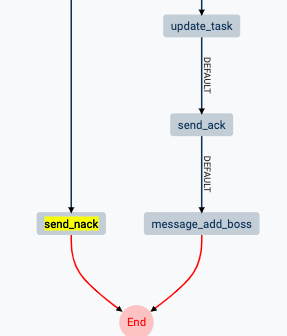 update_task
DEFAULT
send_ack
DEFAULT
send_nack
message_add_boss
End